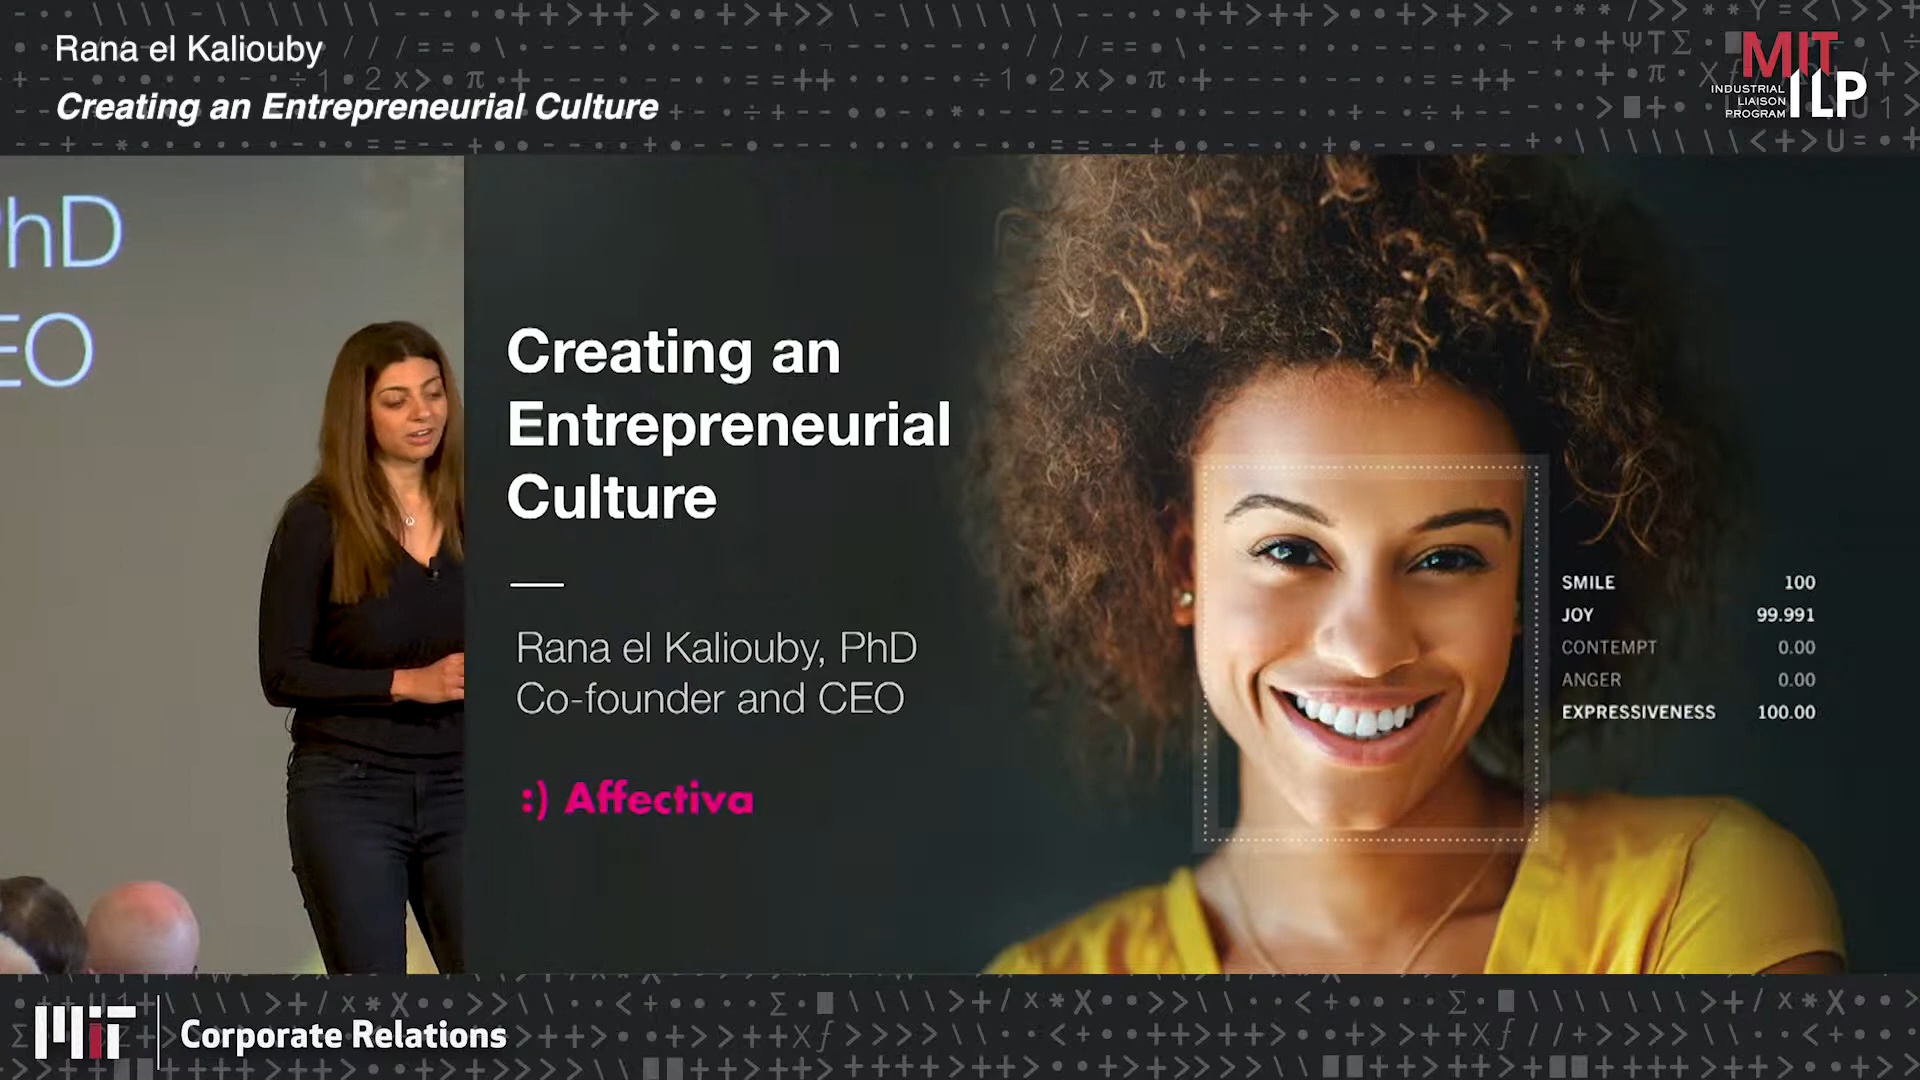 Rana el Kaliouby
Creating an Entrepreneurial Culture
MIT
INDUSTRIAL
LIAISON
PROGRAM
ILP
PhD
EO
Creating an
Entrepreneurial
Culture
Rana el Kaliouby, PhD
Co-founder and CEO
:) Affectiva
SMILE 100
JOY 99.991
CONTEMPT 0.00
ANGER 0.00
EXPRESSIVENESS 100.00
MIT Corporate Relations